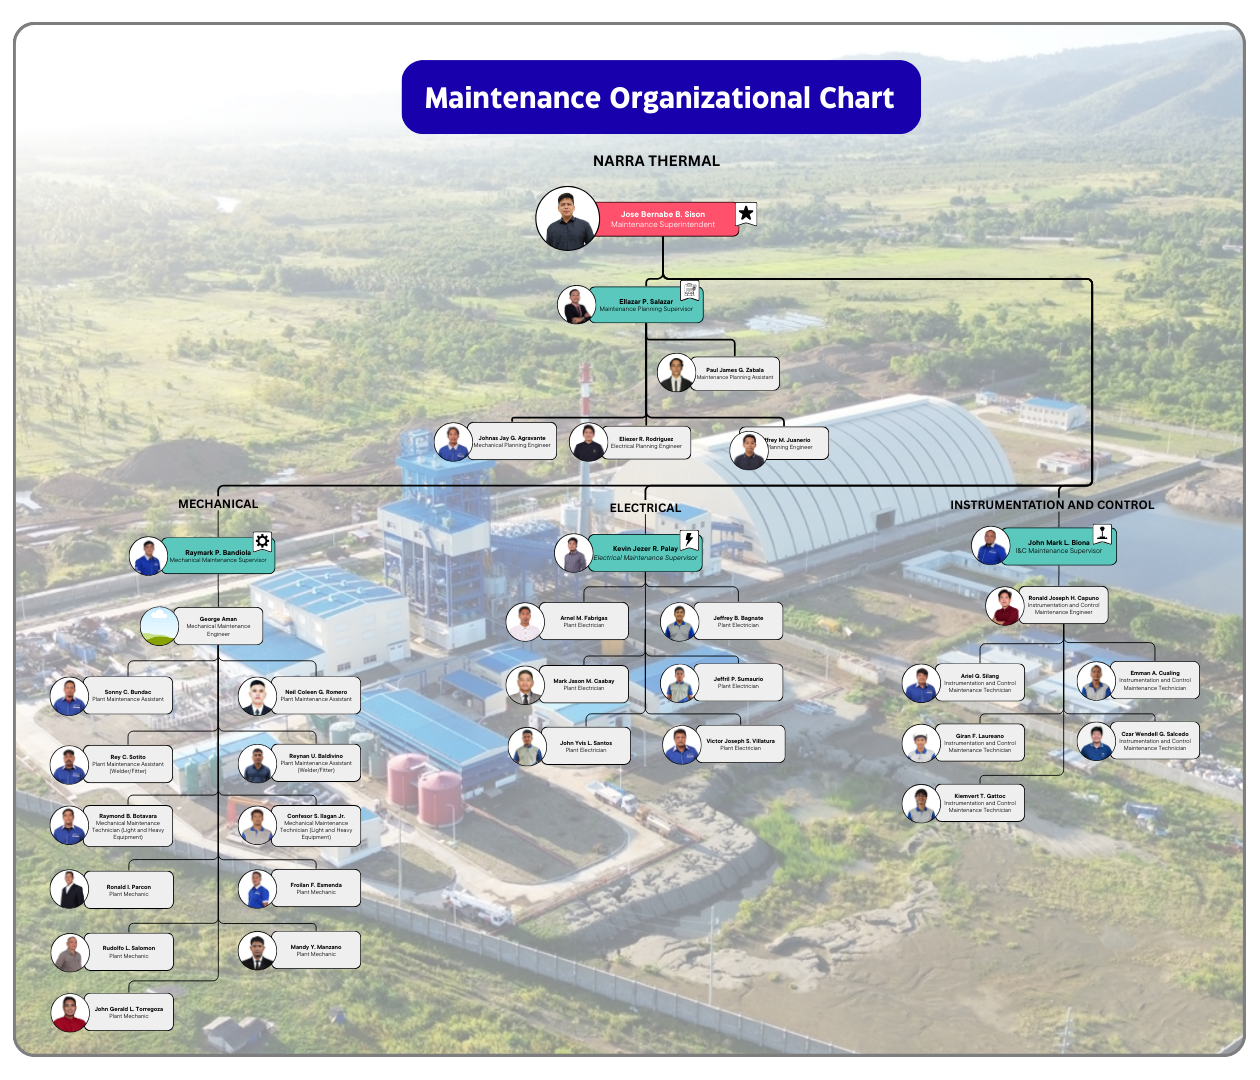 Maintenance Organizational Chart
NARRA THERMAL
Jose Bernabe B. Sison
Maintenance Superintendent
Ellazar P. Salazar
Maintenance Planning Supervisor
Paul James G. Zabala
Maintenance Planning Assistant
Johnas Jay G. Agravante
Mechanical Planning Engineer
Eliezer R. Rodriguez
Electrical Planning Engineer
frey M. Juanerio
Planning Engineer
MECHANICAL
Raymark P. Bandiola
Mechanical Maintenance Supervisor
George Aman
Mechanical Maintenance
Engineer
Sonny C. Bundac
Plant Maintenance Assistant
Neil Coleen G. Romero
Plant Maintenance Assistant
Rey C. Sotito
Plant Maintenance Assistant
(Welder/Fitter)
Reynan U. Baldivino
Plant Maintenance Assistant
(Welder/Fitter)
Raymond B. Botavara
Mechanical Maintenance
Technician (Light and Heavy
Equipment)
Confesor S. Ilagan Jr.
Mechanical Maintenance
Technician (Light and Heavy
Equipment)
Ronald I. Parcon
Plant Mechanic
Froilan F. Esmenda
Plant Mechanic
Rudolfo L. Salomon
Plant Mechanic
Mandy Y. Manzano
Plant Mechanic
John Gerald L. Torregoza
Plant Mechanic
ELECTRICAL
Kevin Jezer R. Palay
Electrical Maintenance Supervisor
Arnel M. Fabrigas
Plant Electrician
Jeffrey B. Bagnate
Plant Electrician
Mark Jason M. Caabay
Plant Electrician
Jeffril P. Sumaurio
Plant Electrician
John Yvis L. Santos
Plant Electrician
Victor Joseph S. Villatura
Plant Electrician
INSTRUMENTATION AND CONTROL
John Mark L. Biona
I&C Maintenance Supervisor
Ronald Joseph H. Capuno
Instrumentation and Control
Maintenance Engineer
Ariel G. Silang
Instrumentation and Control
Maintenance Technician
Emman A. Cualing
Instrumentation and Control
Maintenance Technician
Giran F. Laureano
Instrumentation and Control
Maintenance Technician
Czar Wendell G. Salcedo
Instrumentation and Control
Maintenance Technician
Kiemvert T. Gattoc
Instrumentation and Control
Maintenance Technician